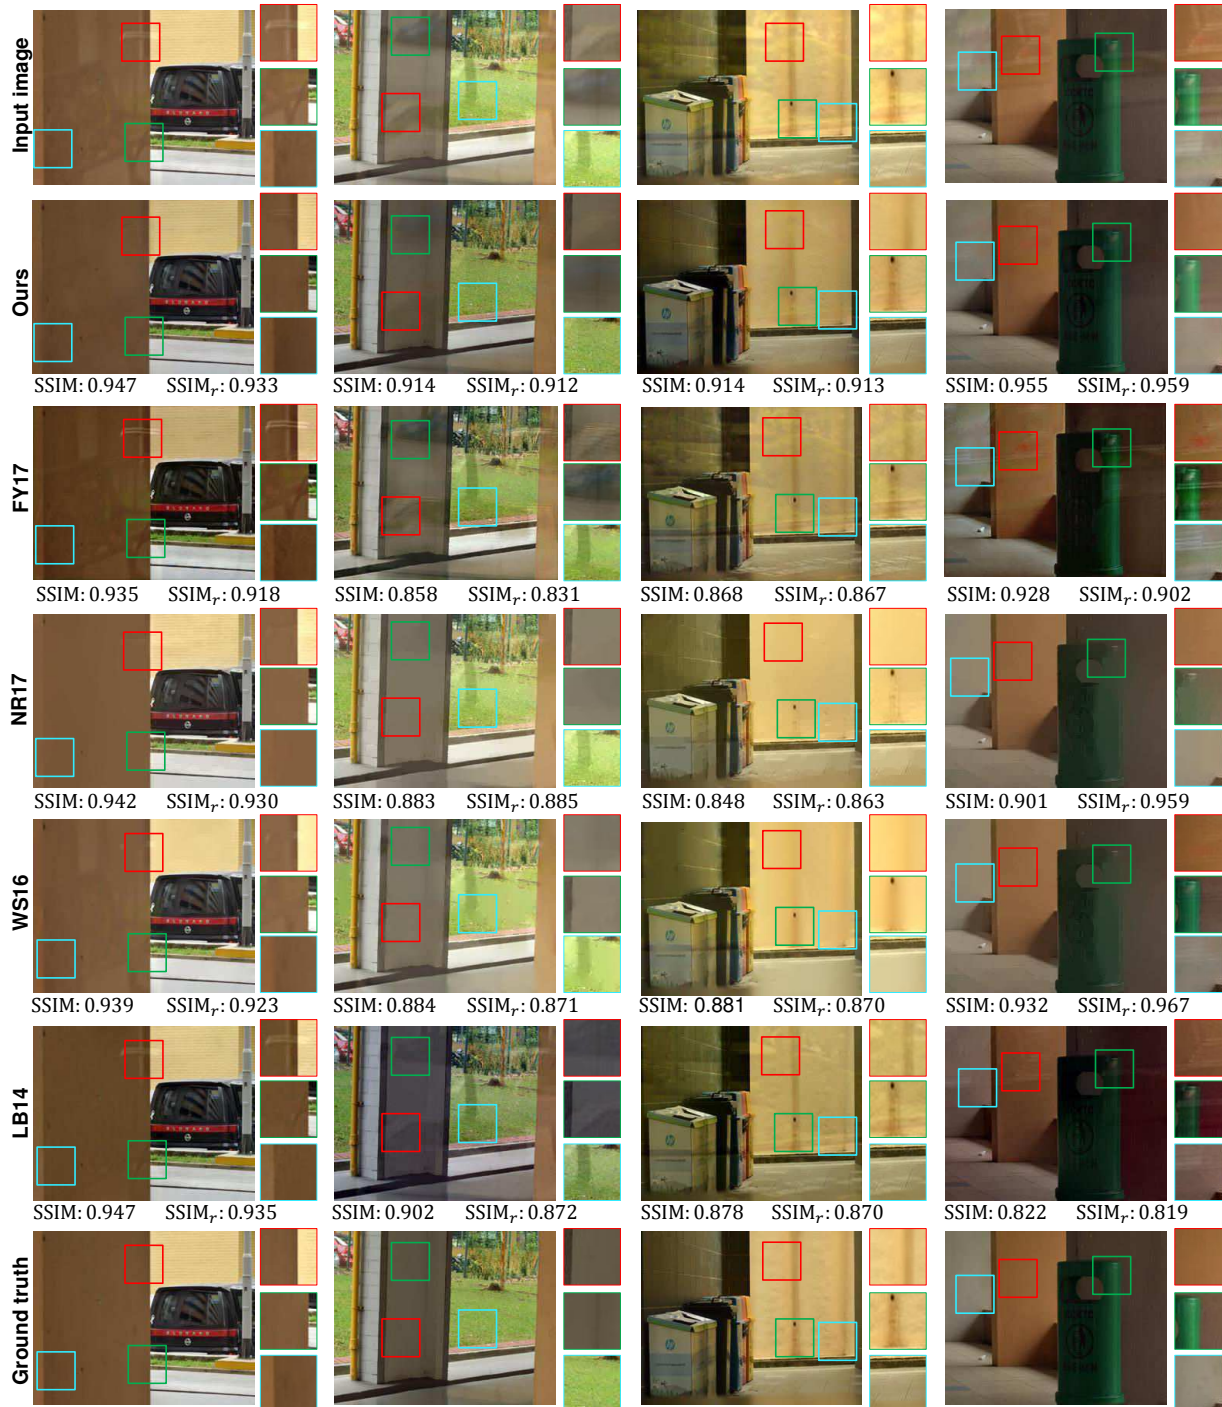 Input image
Ours
SSIM: 0.947 SSIMᵣ: 0.933 SSIM: 0.914 SSIMᵣ: 0.912 SSIM: 0.914 SSIMᵣ: 0.913 SSIM: 0.955 SSIMᵣ: 0.959
FY17
SSIM: 0.935 SSIMᵣ: 0.918 SSIM: 0.858 SSIMᵣ: 0.831 SSIM: 0.868 SSIMᵣ: 0.867 SSIM: 0.928 SSIMᵣ: 0.902
NR17
SSIM: 0.942 SSIMᵣ: 0.930 SSIM: 0.883 SSIMᵣ: 0.885 SSIM: 0.848 SSIMᵣ: 0.863 SSIM: 0.901 SSIMᵣ: 0.959
WS16
SSIM: 0.939 SSIMᵣ: 0.923 SSIM: 0.884 SSIMᵣ: 0.871 SSIM: 0.881 SSIMᵣ: 0.870 SSIM: 0.932 SSIMᵣ: 0.967
LB14
SSIM: 0.947 SSIMᵣ: 0.935 SSIM: 0.902 SSIMᵣ: 0.872 SSIM: 0.878 SSIMᵣ: 0.870 SSIM: 0.822 SSIMᵣ: 0.819
Ground truth